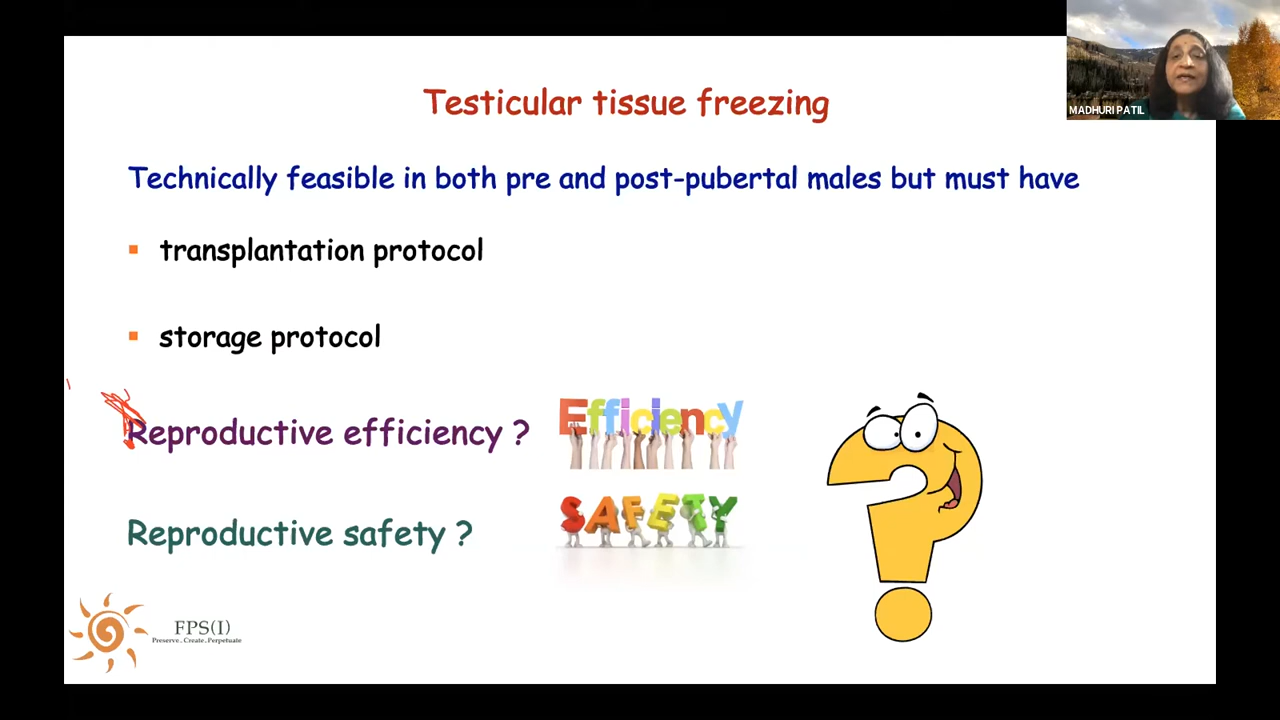 MADHURI PATIL
Testicular tissue freezing
Technically feasible in both pre and post-pubertal males but must have
▪ transplantation protocol
▪ storage protocol
Reproductive efficiency ?
Efficiency
Reproductive safety ?
SAFETY
FPS(I)
Preserve . Create . Perpetuate